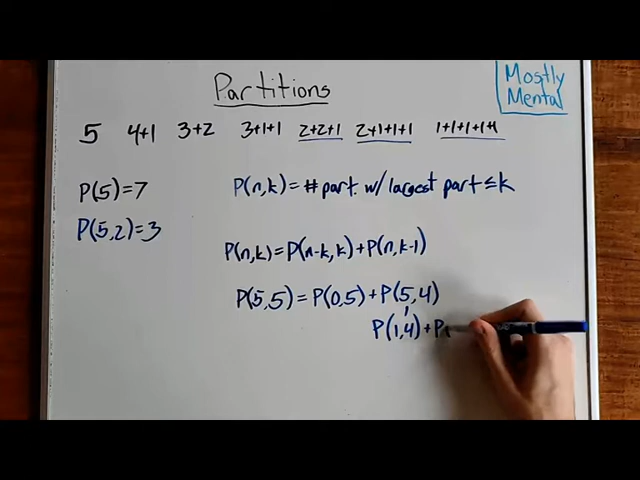 Partitions
Mostly
Mental
5 4+1 3+2 3+1+1 2+2+1 2+1+1+1 1+1+1+1+1
P(5)=7 P(n,k)=# part w/ largest part ≤k
P(5,2)=3
P(n,k)=P(n-k,k)+P(n,k-1)
P(5,5)=P(0,5)+P(5,4)
P(1,4)+P